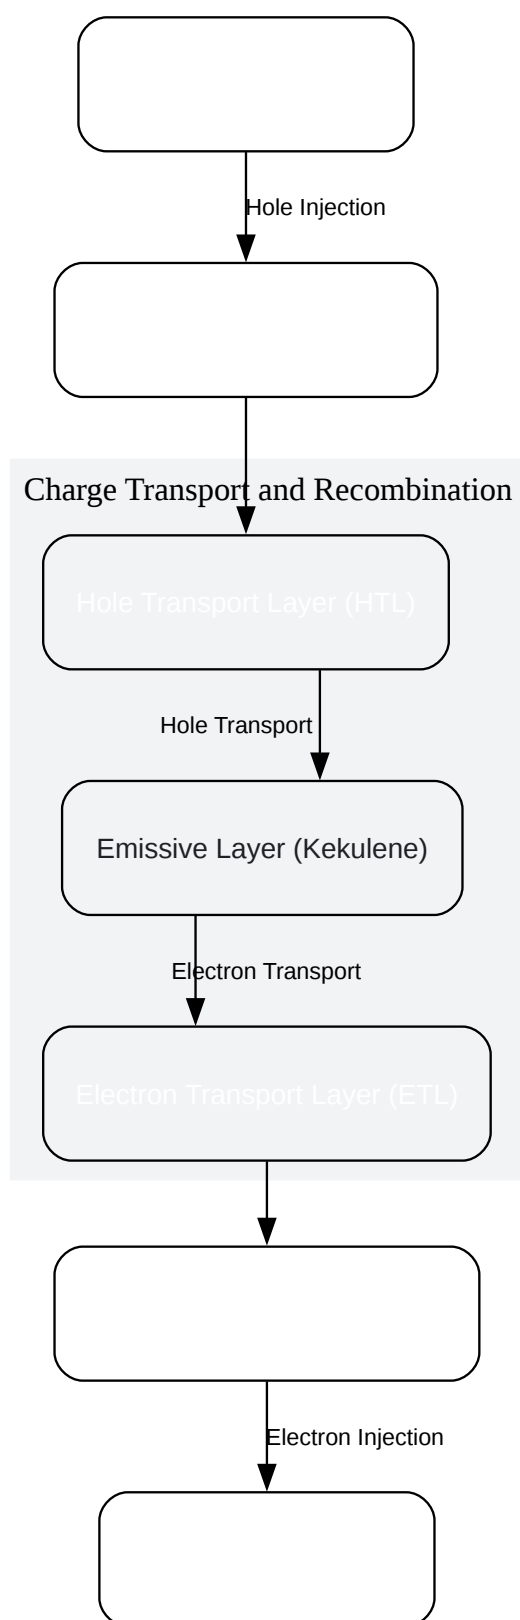 Hole Injection
Charge Transport and Recombination
Hole Transport Layer (HTL)
Hole Transport
Emissive Layer (Kekulene)
Electron Transport
Electron Transport Layer (ETL)
Electron Injection